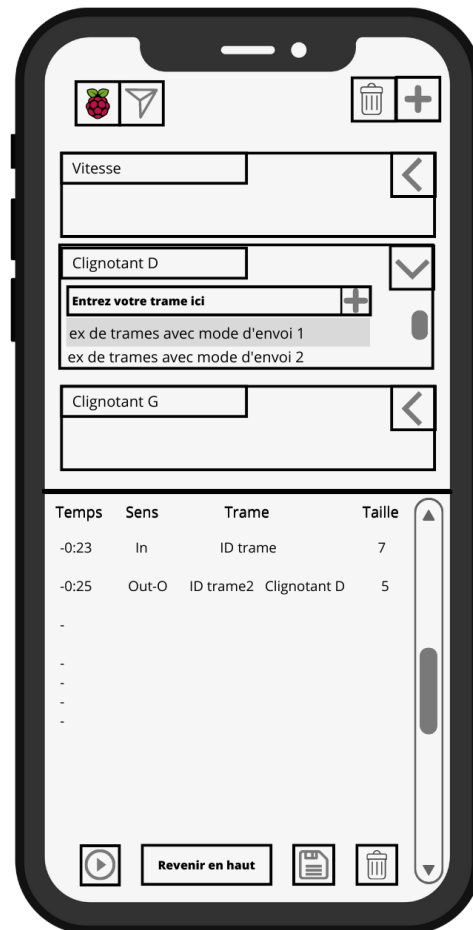 Vitesse
Clignotant D
Entrez votre trame ici
ex de trames avec mode d'envoi 1
ex de trames avec mode d'envoi 2
Clignotant G
Temps Sens Trame Taille
-0:23 In ID trame 7
-0:25 Out-O ID trame2 Clignotant D 5
-
-
-
-
-
Revenir en haut